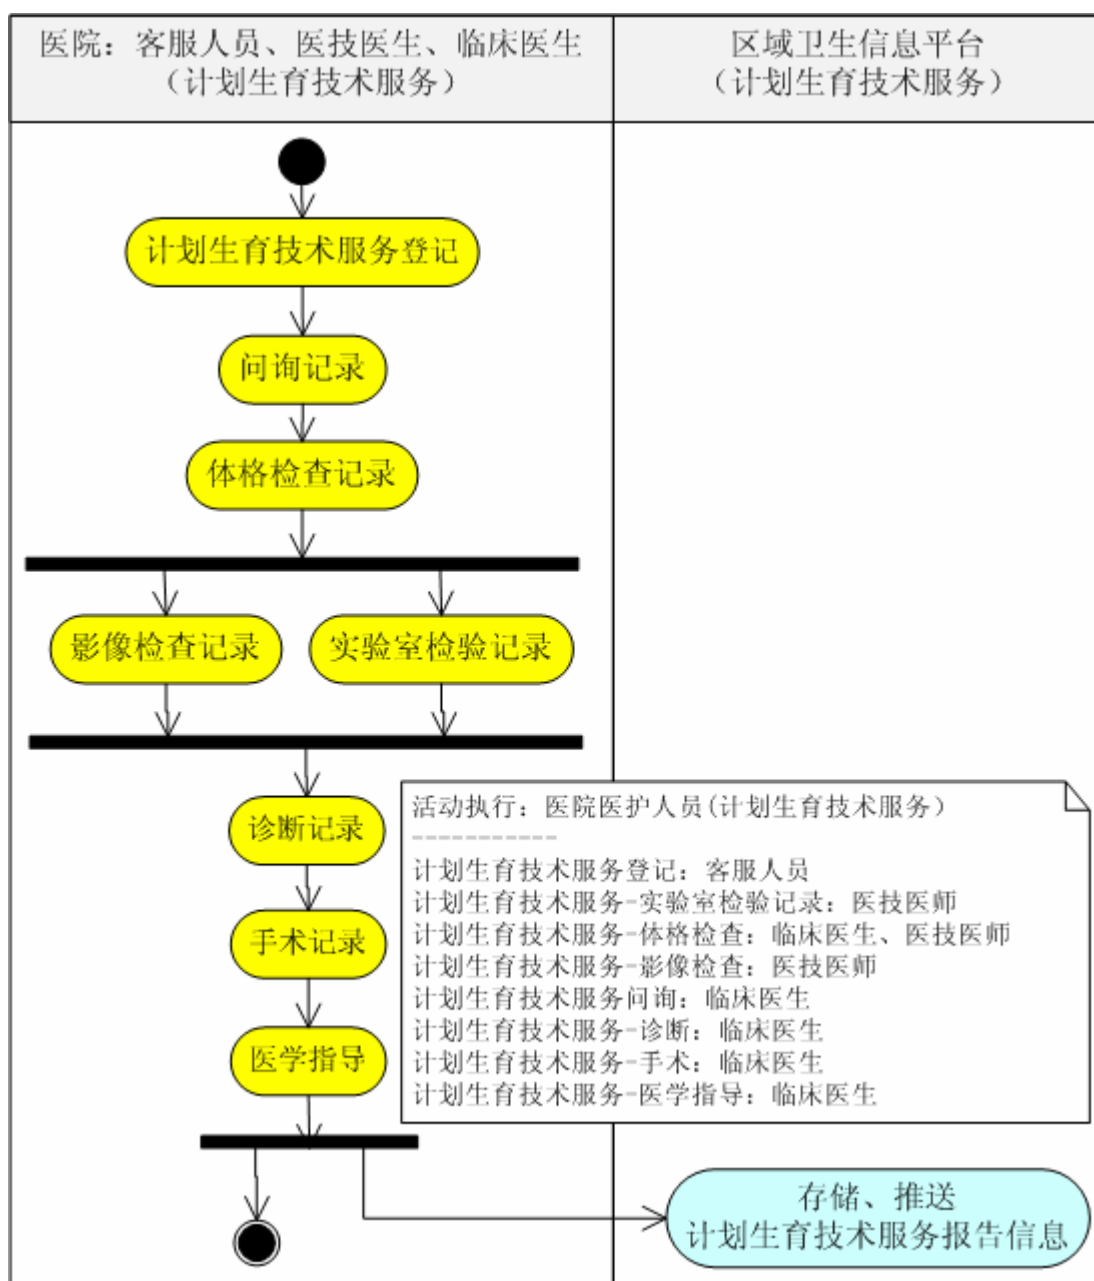 医院：客服人员、医技医生、临床医生
（计划生育技术服务）
区域卫生信息平台
（计划生育技术服务）
计划生育技术服务登记
问询记录
体格检查记录
影像检查记录
实验室检验记录
诊断记录
手术记录
医学指导
活动执行：医院医护人员(计划生育技术服务）
-----------
计划生育技术服务登记：客服人员
计划生育技术服务-实验室检验记录：医技医师
计划生育技术服务-体格检查：临床医生、医技医师
计划生育技术服务-影像检查：医技医师
计划生育技术服务问询：临床医生
计划生育技术服务-诊断：临床医生
计划生育技术服务-手术：临床医生
计划生育技术服务-医学指导：临床医生
存储、推送
计划生育技术服务报告信息